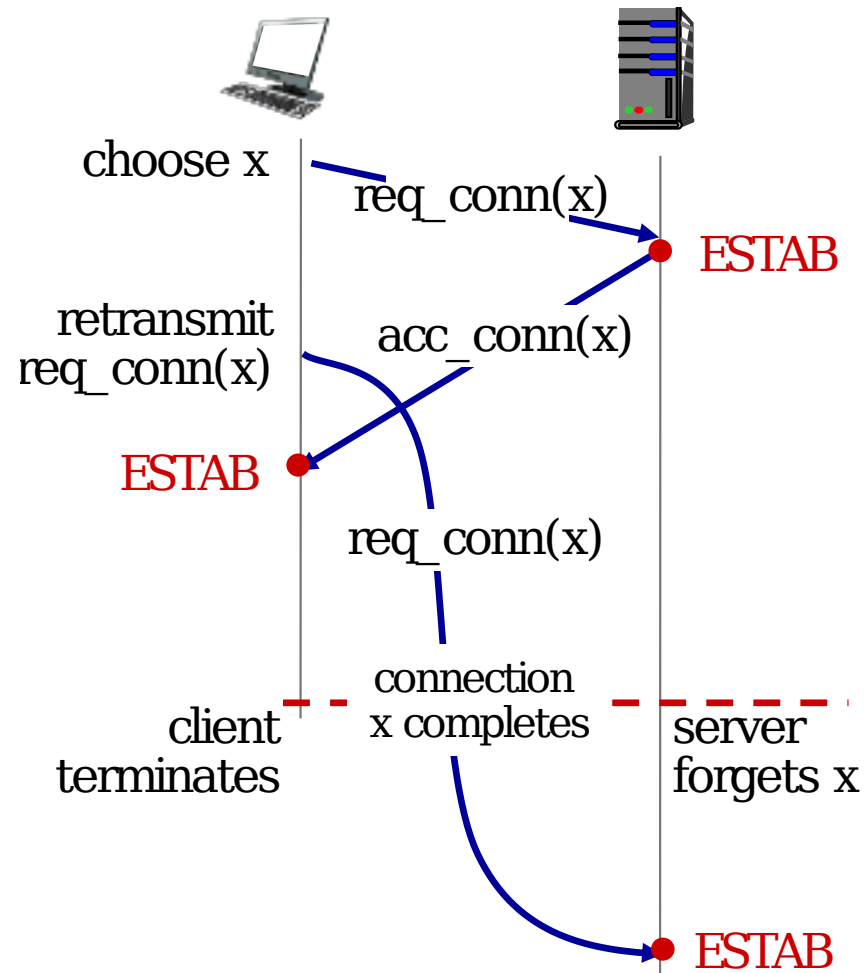 choose x
req_conn(x)
ESTAB
retransmit
req_conn(x)
acc_conn(x)
ESTAB
req_conn(x)
connection
x completes
client
terminates
server
forgets x
ESTAB